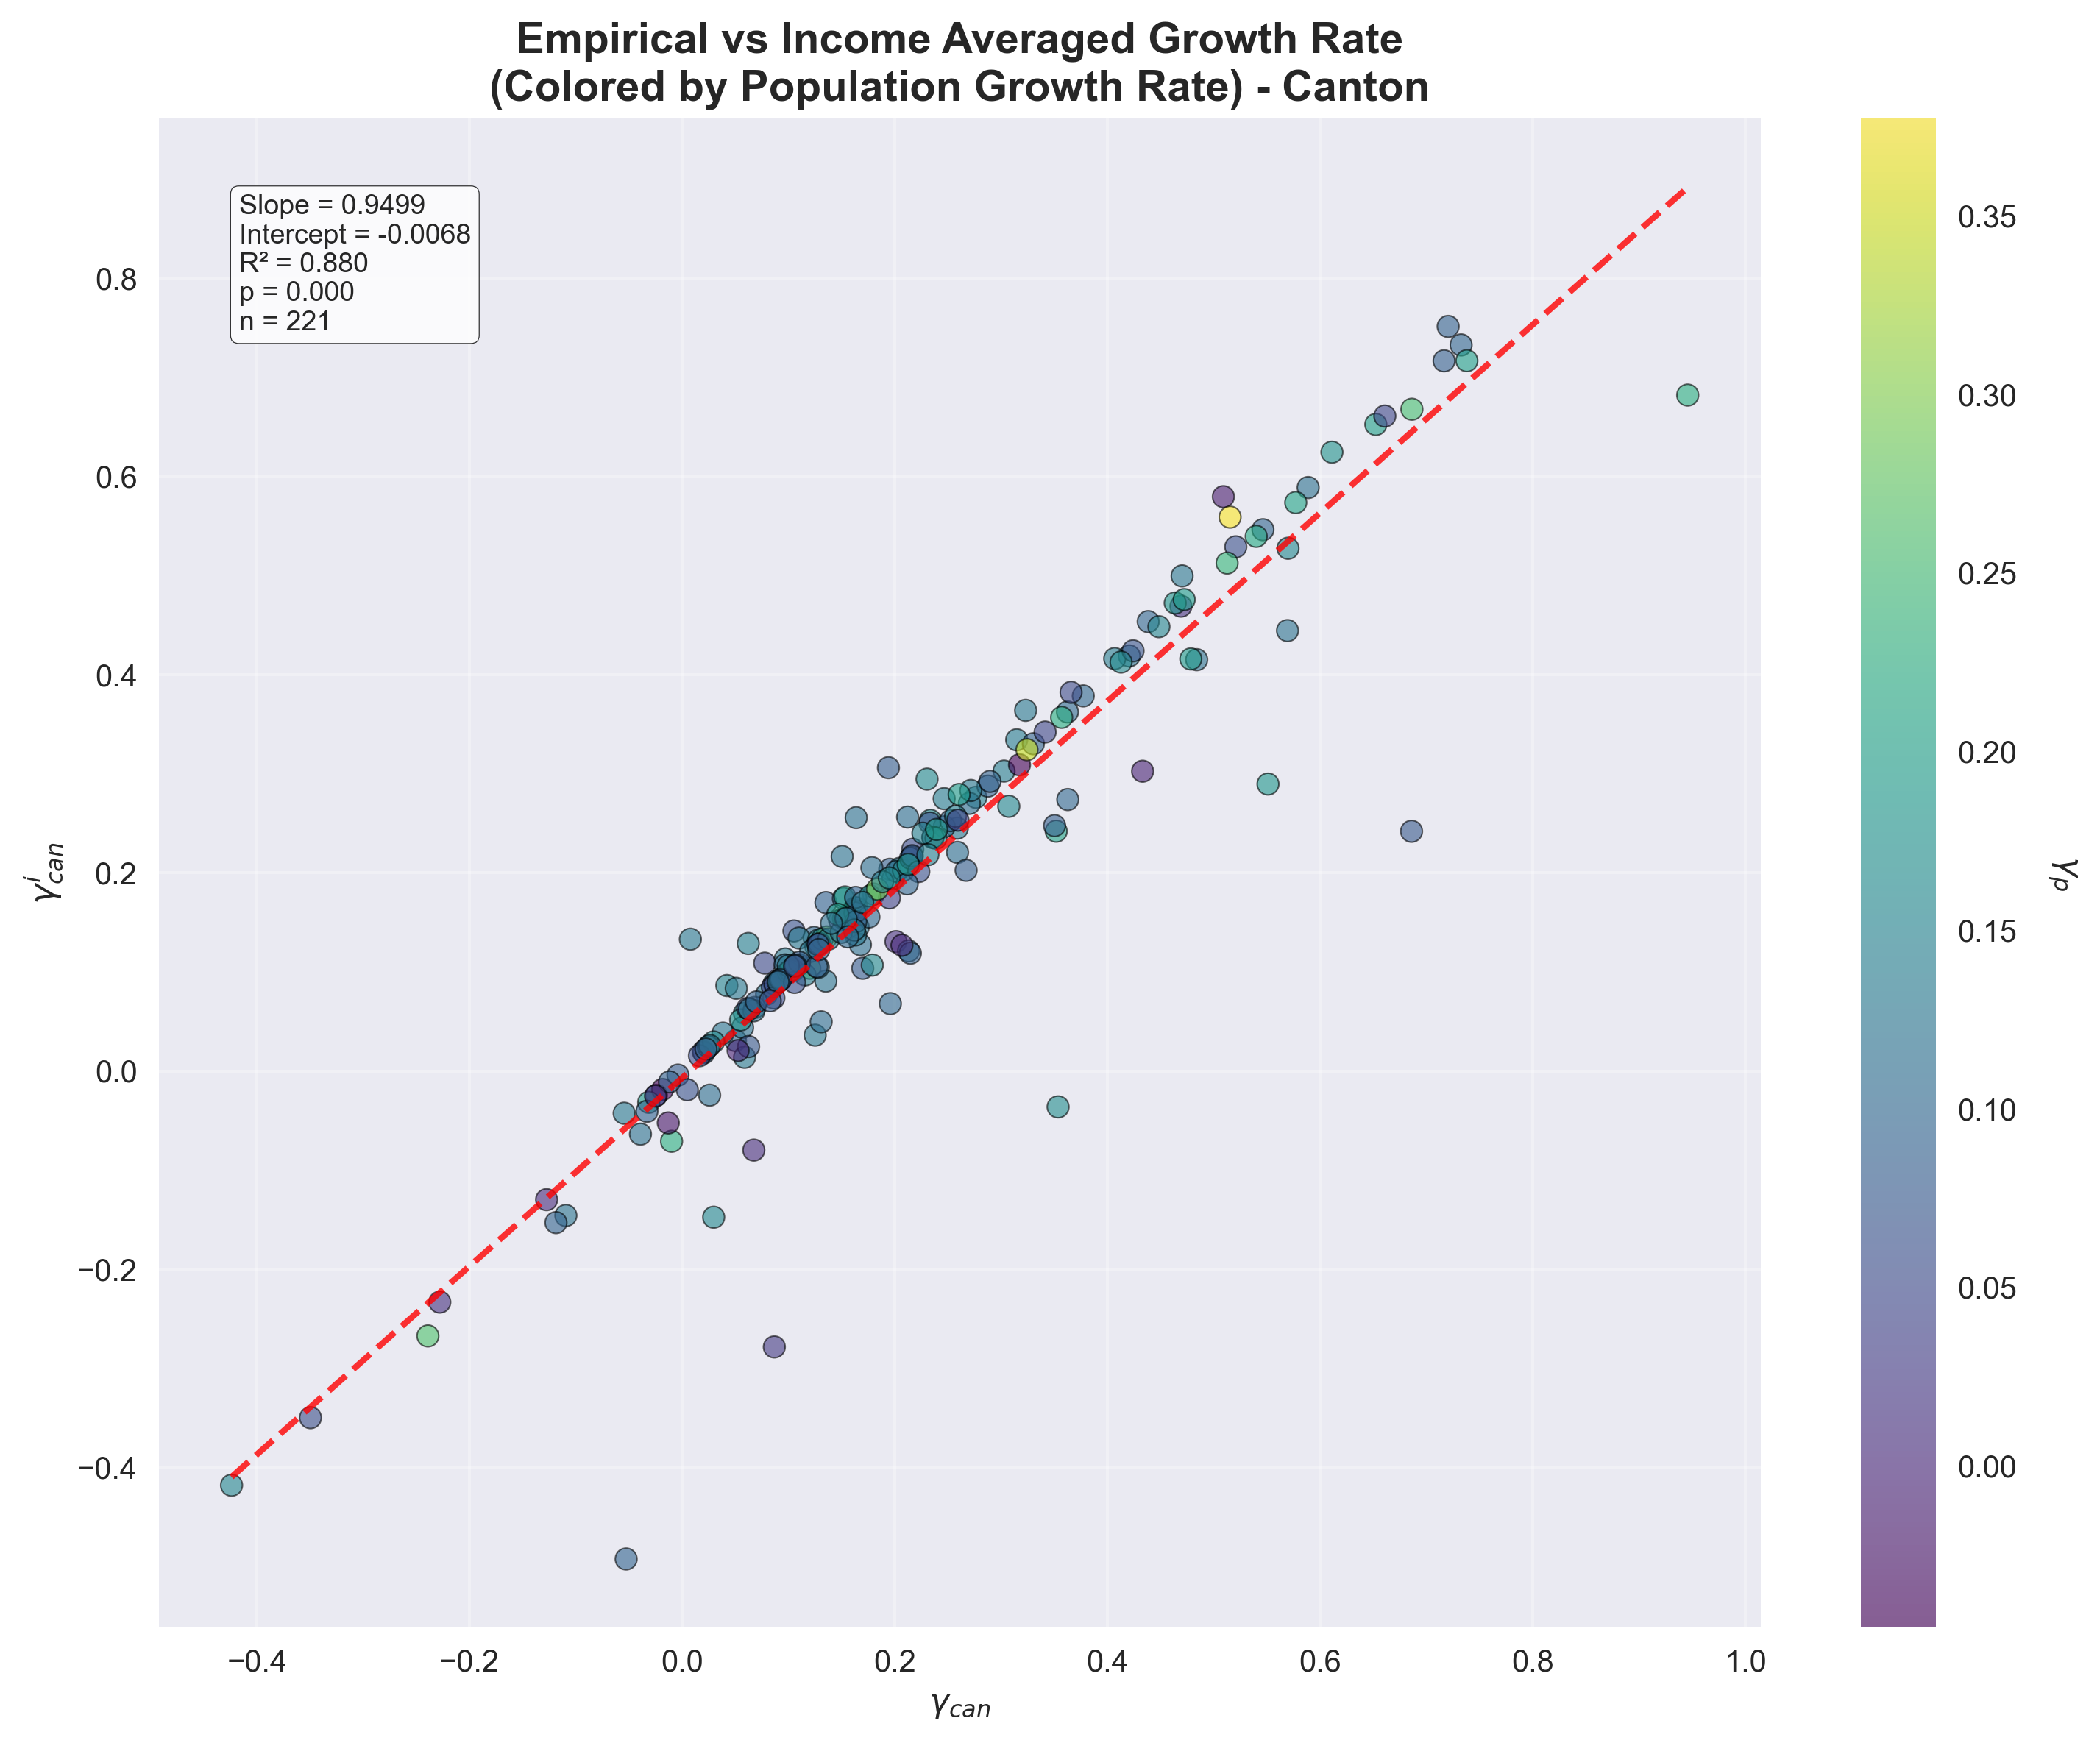 Empirical vs Income Averaged Growth Rate
(Colored by Population Growth Rate) - Canton
Slope = 0.9499
Intercept = -0.0068
R² = 0.880
p = 0.000
n = 221
0.8
0.6
0.4
0.2
0.0
−0.2
−0.4
γ^i_can
−0.4
−0.2
0.0
0.2
0.4
0.6
0.8
1.0
γ_can
0.35
0.30
0.25
0.20
0.15
0.10
0.05
0.00
γ_p